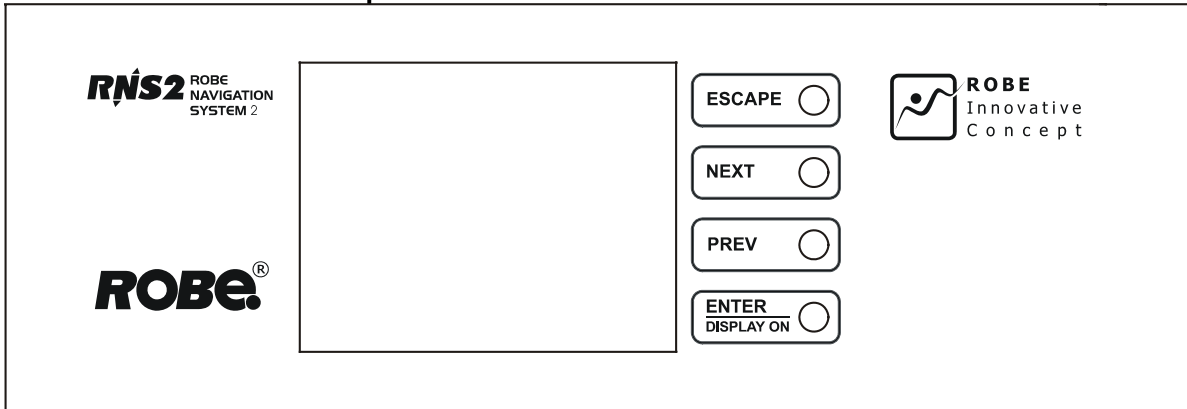 RNS2 ROBE
NAVIGATION
SYSTEM 2
ROBE®
ESCAPE
NEXT
PREV
ENTER
DISPLAY ON
ROBE
Innovative
Concept